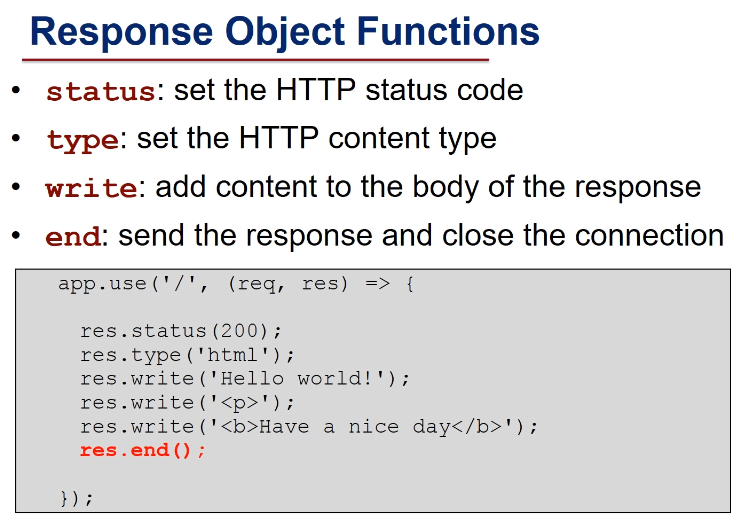 Response Object Functions
• status: set the HTTP status code
• type: set the HTTP content type
• write: add content to the body of the response
• end: send the response and close the connection
app.use('/', (req, res) => {
res.status(200);
res.type('html');
res.write('Hello world!');
res.write('<p>');
res.write('<b>Have a nice day</b>');
res.end();
});